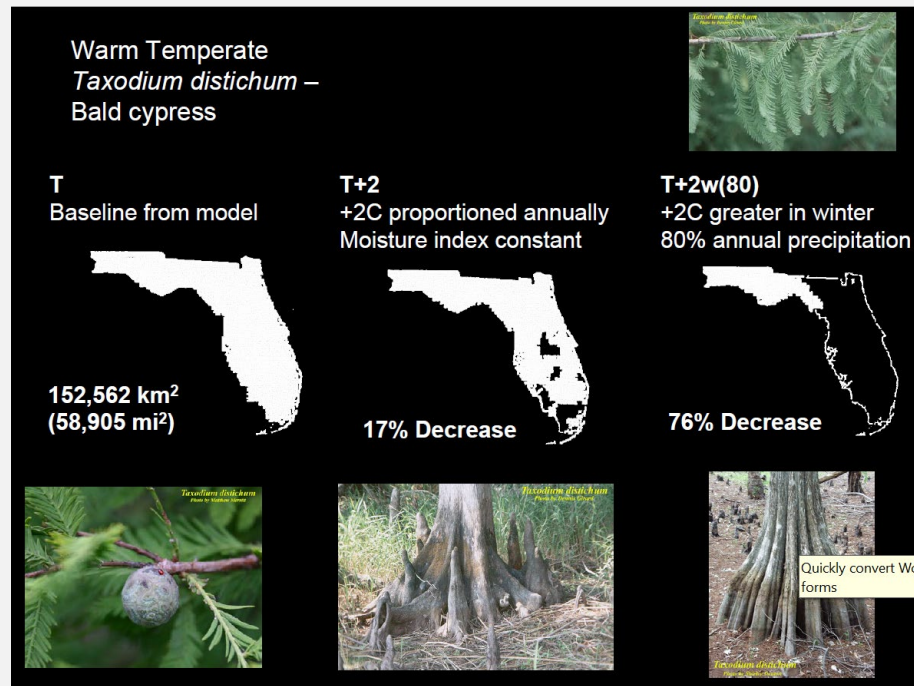 Warm Temperate
Taxodium distichum –
Bald cypress
Taxodium distichum
T
Baseline from model
T+2
+2C proportioned annually
Moisture index constant
T+2w(80)
+2C greater in winter
80% annual precipitation
152,562 km²
(58,905 mi²)
17% Decrease
76% Decrease
Taxodium distichum
Taxodium distichum
Quickly convert Wo
forms
Taxodium distichum